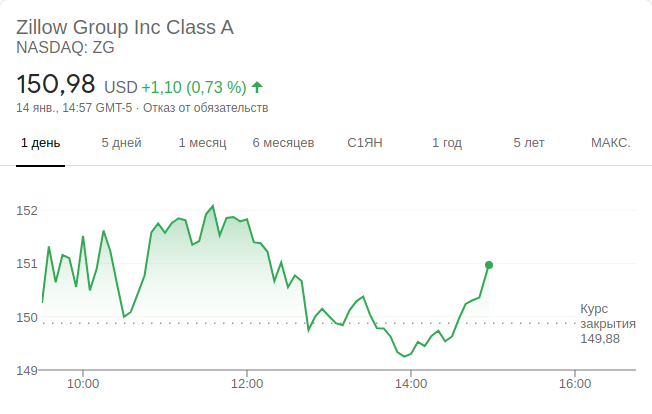 Zillow Group Inc Class A
NASDAQ: ZG
150,98 USD +1,10 (0,73 %)
14 янв., 14:57 GMT-5 · Отказ от обязательств
1 день 5 дней 1 месяц 6 месяцев С1ЯН 1 год 5 лет МАКС.
152
151
150
149
Курс
закрытия
149,88
10:00 12:00 14:00 16:00